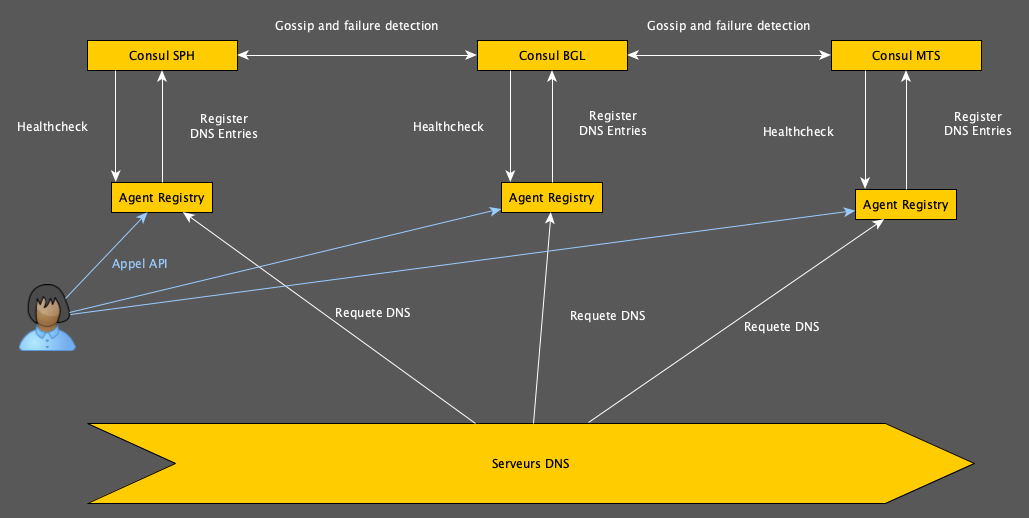 Gossip and failure detection
Gossip and failure detection
Consul SPH
Consul BGL
Consul MTS
Healthcheck
Register
DNS Entries
Healthcheck
Register
DNS Entries
Healthcheck
Register
DNS Entries
Agent Registry
Agent Registry
Agent Registry
Appel API
Requete DNS
Requete DNS
Requete DNS
Serveurs DNS